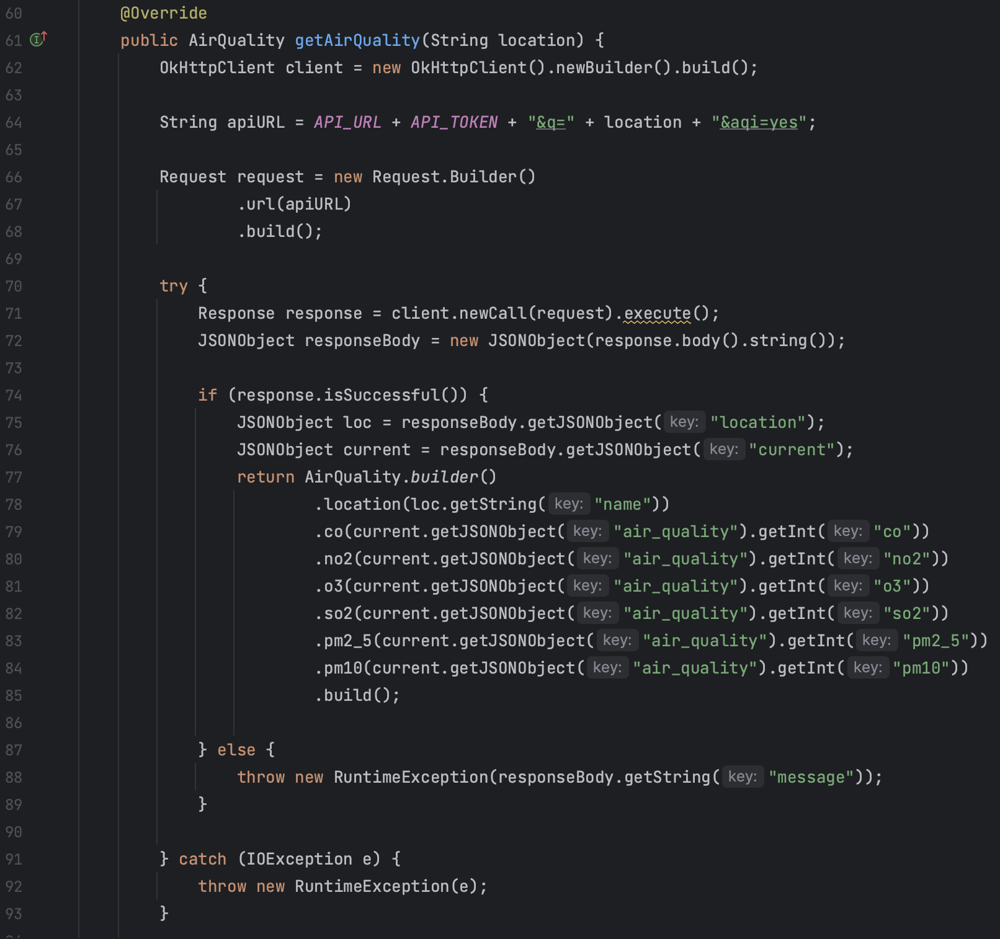 60 @Override
61 public AirQuality getAirQuality(String location) {
62 OkHttpClient client = new OkHttpClient().newBuilder().build();
63
64 String apiURL = API_URL + API_TOKEN + "&q=" + location + "&aqi=yes";
65
66 Request request = new Request.Builder()
67 .url(apiURL)
68 .build();
69
70 try {
71 Response response = client.newCall(request).execute();
72 JSONObject responseBody = new JSONObject(response.body().string());
73
74 if (response.isSuccessful()) {
75 JSONObject loc = responseBody.getJSONObject( key: "location");
76 JSONObject current = responseBody.getJSONObject( key: "current");
77 return AirQuality.builder()
78 .location(loc.getString( key: "name"))
79 .co(current.getJSONObject( key: "air_quality").getInt( key: "co"))
80 .no2(current.getJSONObject( key: "air_quality").getInt( key: "no2"))
81 .o3(current.getJSONObject( key: "air_quality").getInt( key: "o3"))
82 .so2(current.getJSONObject( key: "air_quality").getInt( key: "so2"))
83 .pm2_5(current.getJSONObject( key: "air_quality").getInt( key: "pm2_5"))
84 .pm10(current.getJSONObject( key: "air_quality").getInt( key: "pm10"))
85 .build();
86
87 } else {
88 throw new RuntimeException(responseBody.getString( key: "message"));
89 }
90
91 } catch (IOException e) {
92 throw new RuntimeException(e);
93 }